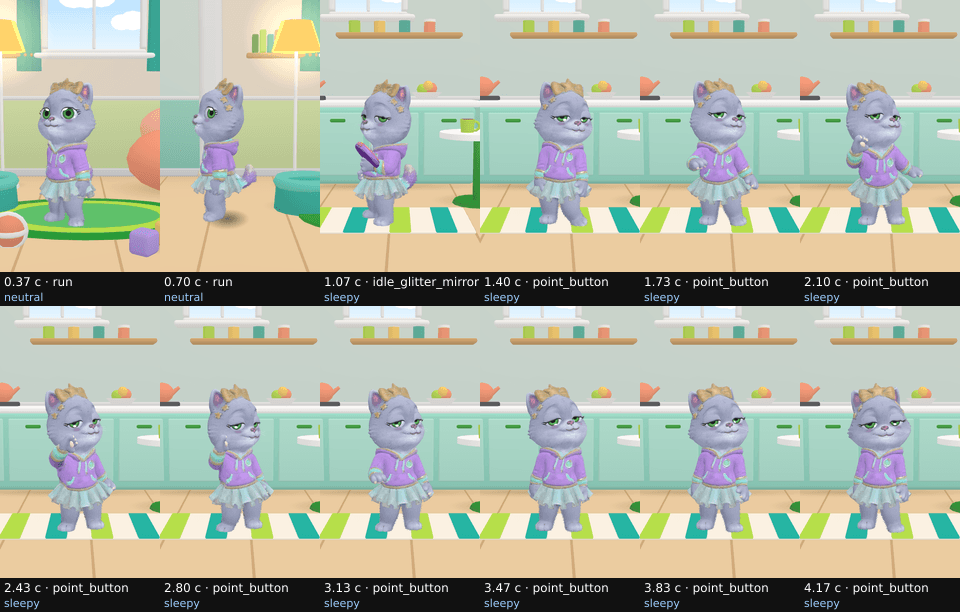 0.37 c · run
neutral
0.70 c · run
neutral
1.07 c · idle_glitter_mirror
sleepy
1.40 c · point_button
sleepy
1.73 c · point_button
sleepy
2.10 c · point_button
sleepy
2.43 c · point_button
sleepy
2.80 c · point_button
sleepy
3.13 c · point_button
sleepy
3.47 c · point_button
sleepy
3.83 c · point_button
sleepy
4.17 c · point_button
sleepy